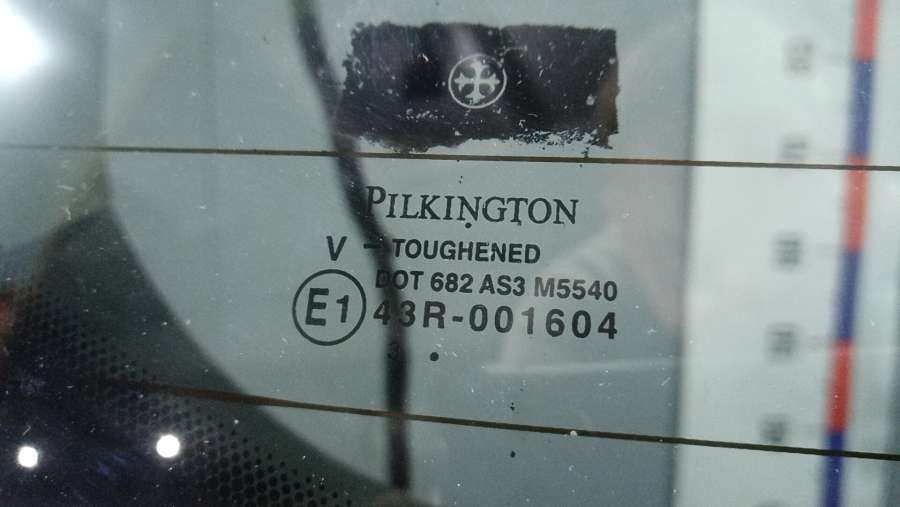 PILKINGTON
V - TOUGHENED
DOT 682 AS3 M5540
E1 43R-001604